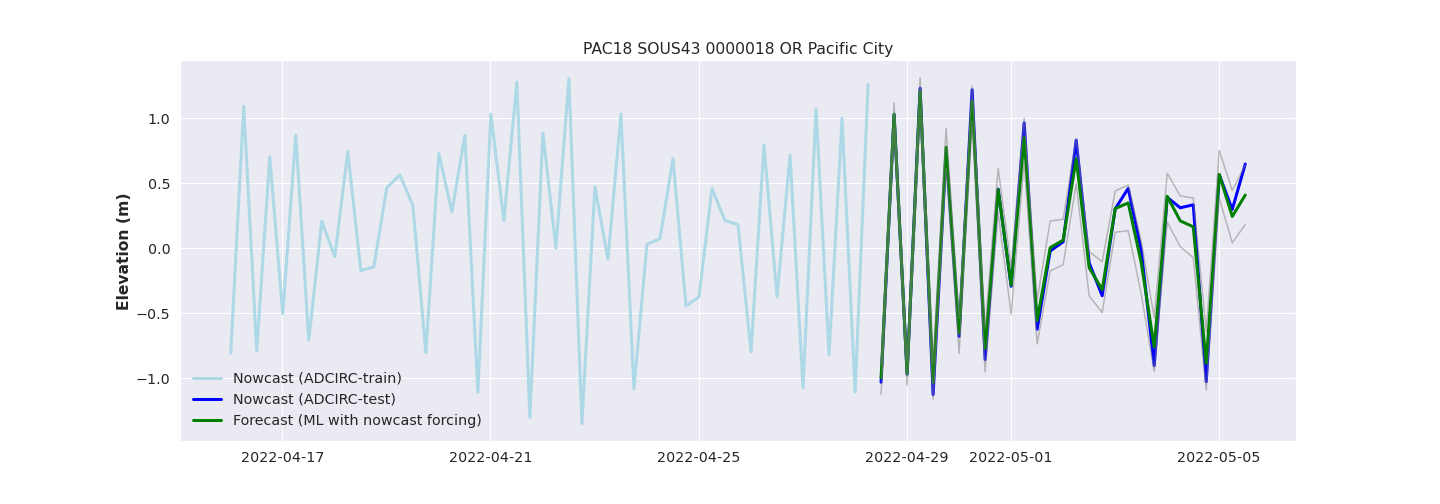 PAC18 SOUS43 0000018 OR Pacific City
Elevation (m)
1.0
0.5
0.0
−0.5
−1.0
Nowcast (ADCIRC-train)
Nowcast (ADCIRC-test)
Forecast (ML with nowcast forcing)
2022-04-17 2022-04-21 2022-04-25 2022-04-29 2022-05-01 2022-05-05